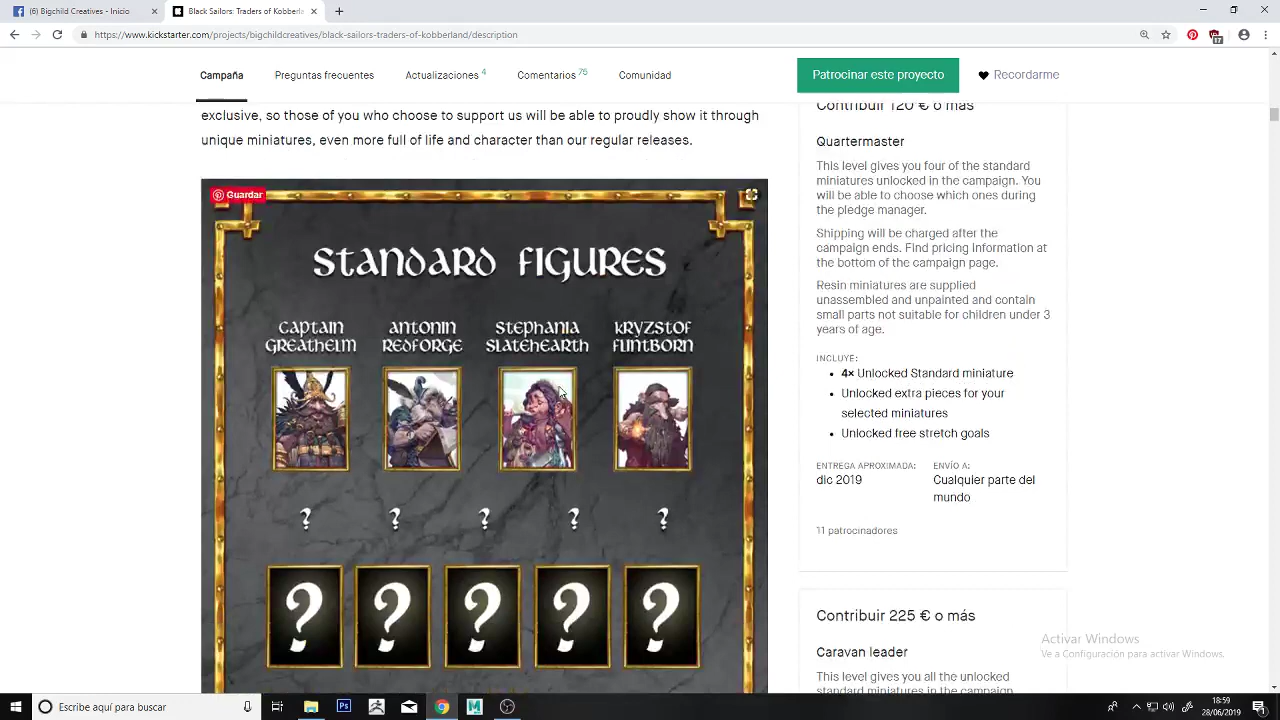 (6) Bigchild Creatives - Inicio
Black Sailors: Traders of Kobberla
https://www.kickstarter.com/projects/bigchildcreatives/black-sailors-traders-of-kobberland/description
Campaña
Preguntas frecuentes
Actualizaciones 4
Comentarios 75
Comunidad
Patrocinar este proyecto
Recordarme
exclusive, so those of you who choose to support us will be able to proudly show it through
unique miniatures, even more full of life and character than our regular releases.
Guardar
STANDARD FIGURES
CAPTAIN
GREATHELM
ANTONIN
REDFORGE
STEPHANIA
SLATEHEARTH
KRYZSTOF
FLINTBORN
? ? ? ? ?
? ? ? ? ?
Contribuir 120 € o más
Quartermaster
This level gives you four of the standard
miniatures unlocked in the campaign. You
will be able to choose which ones during
the pledge manager.
Shipping will be charged after the
campaign ends. Find pricing information at
the bottom of the campaign page.
Resin miniatures are supplied
unassembled and unpainted and contain
small parts not suitable for children under 3
years of age.
INCLUYE:
• 4× Unlocked Standard miniature
• Unlocked extra pieces for your
selected miniatures
• Unlocked free stretch goals
ENTREGA APROXIMADA:
dic 2019
ENVÍO A:
Cualquier parte del
mundo
11 patrocinadores
Contribuir 225 € o más
Caravan leader
This level gives you all the unlocked
standard miniatures in the campaign
Activar Windows
Ve a Configuración para activar Windows.
Escribe aquí para buscar
Ps
M
18:59
28/06/2019